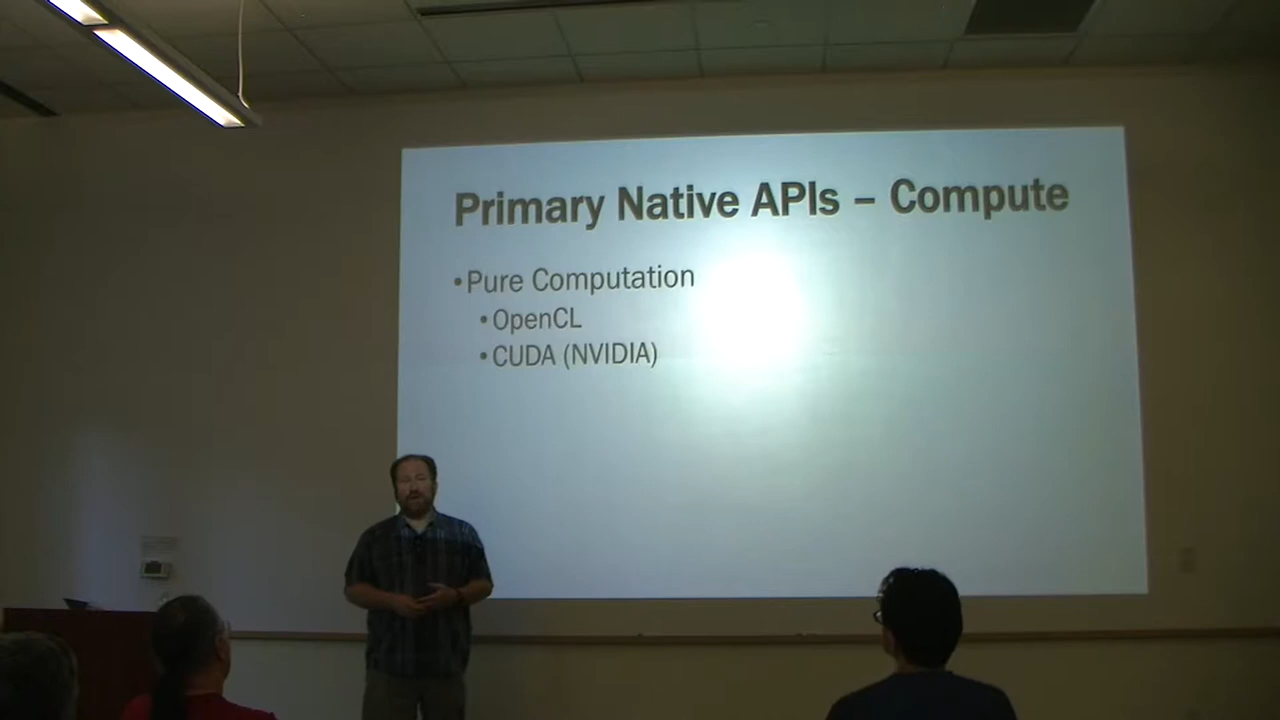 Primary Native APIs – Compute
•Pure Computation
•OpenCL
•CUDA (NVIDIA)